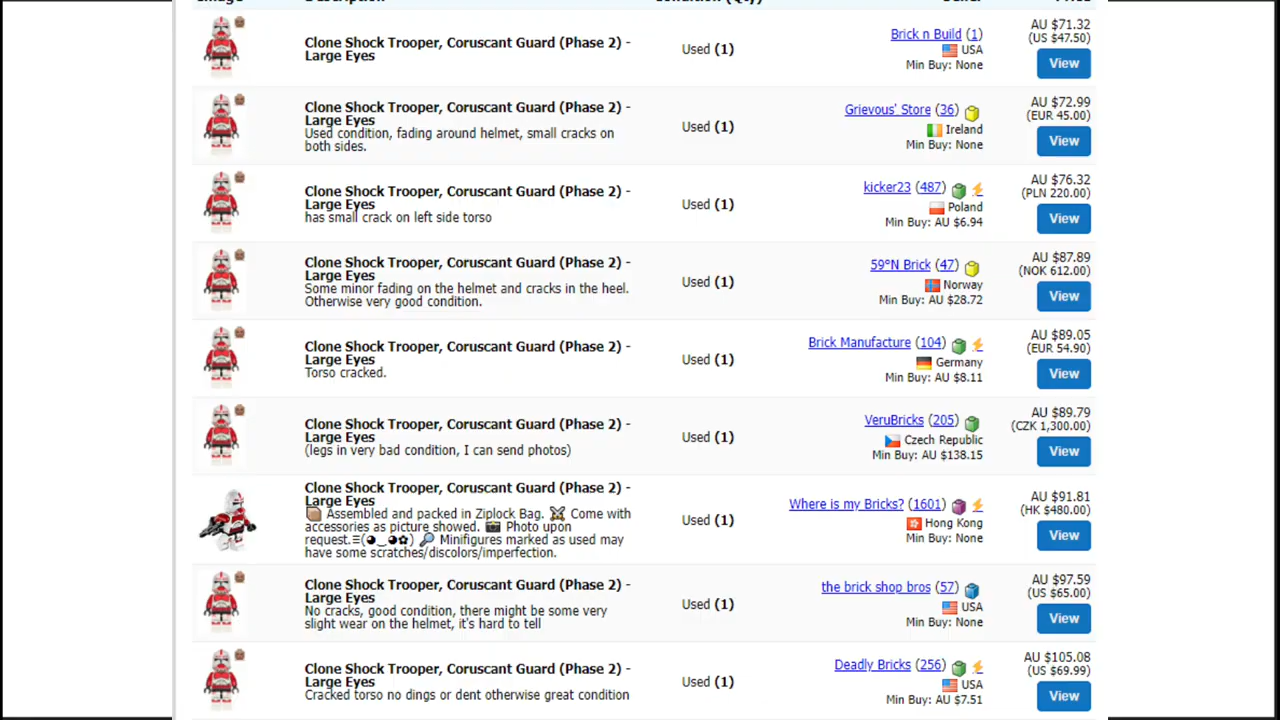 Clone Shock Trooper, Coruscant Guard (Phase 2) -
Large Eyes
Used (1)
Brick n Build (1)
USA
Min Buy: None
AU $71.32
(US $47.50)
View
Clone Shock Trooper, Coruscant Guard (Phase 2) -
Large Eyes
Used condition, fading around helmet, small cracks on
both sides.
Used (1)
Grievous' Store (36)
Ireland
Min Buy: None
AU $72.99
(EUR 45.00)
View
Clone Shock Trooper, Coruscant Guard (Phase 2) -
Large Eyes
has small crack on left side torso
Used (1)
kicker23 (487)
Poland
Min Buy: AU $6.94
AU $76.32
(PLN 220.00)
View
Clone Shock Trooper, Coruscant Guard (Phase 2) -
Large Eyes
Some minor fading on the helmet and cracks in the heel.
Otherwise very good condition.
Used (1)
59°N Brick (47)
Norway
Min Buy: AU $28.72
AU $87.89
(NOK 612.00)
View
Clone Shock Trooper, Coruscant Guard (Phase 2) -
Large Eyes
Torso cracked.
Used (1)
Brick Manufacture (104)
Germany
Min Buy: AU $8.11
AU $89.05
(EUR 54.90)
View
Clone Shock Trooper, Coruscant Guard (Phase 2) -
Large Eyes
(legs in very bad condition, I can send photos)
Used (1)
VeruBricks (205)
Czech Republic
Min Buy: AU $138.15
AU $89.79
(CZK 1,300.00)
View
Clone Shock Trooper, Coruscant Guard (Phase 2) -
Large Eyes
Assembled and packed in Ziplock Bag. Come with
accessories as picture showed. Photo upon
request.Ξ(◕‿◕✿) Minifigures marked as used may
have some scratches/discolors/imperfection.
Used (1)
Where is my Bricks? (1601)
Hong Kong
Min Buy: None
AU $91.81
(HK $480.00)
View
Clone Shock Trooper, Coruscant Guard (Phase 2) -
Large Eyes
No cracks, good condition, there might be some very
slight wear on the helmet, it's hard to tell
Used (1)
the brick shop bros (57)
USA
Min Buy: None
AU $97.59
(US $65.00)
View
Clone Shock Trooper, Coruscant Guard (Phase 2) -
Large Eyes
Cracked torso no dings or dent otherwise great condition
Used (1)
Deadly Bricks (256)
USA
Min Buy: AU $7.51
AU $105.08
(US $69.99)
View